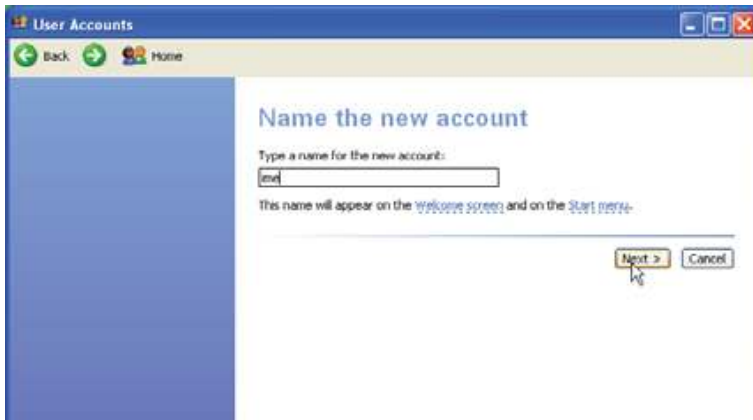 User Accounts
Back Home
Name the new account
Type a name for the new account:
ime
This name will appear on the Welcome screen and on the Start menu.
Next > Cancel